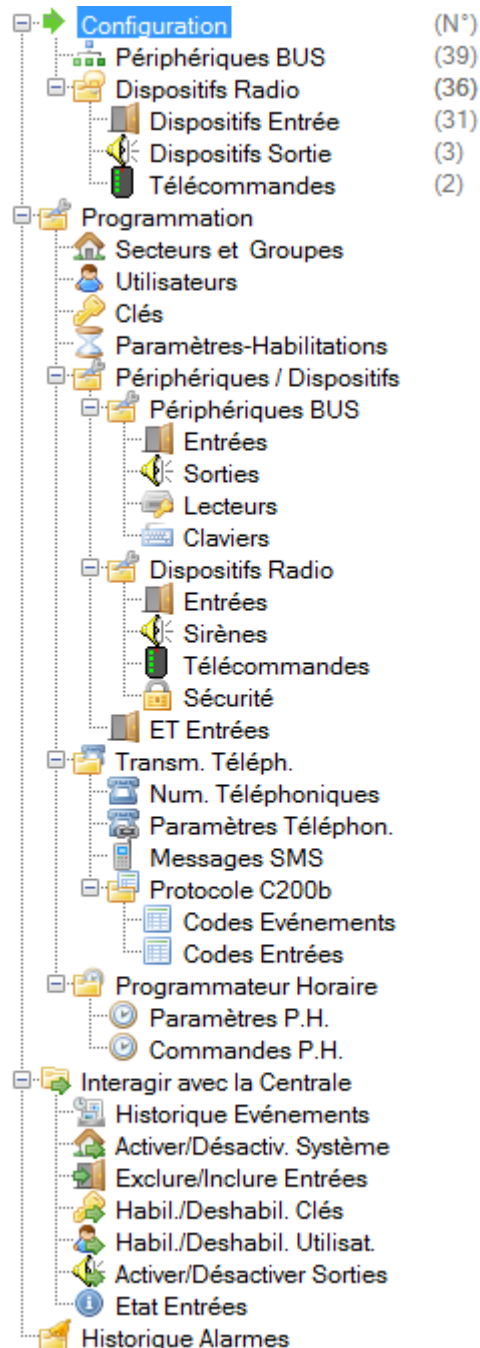 Configuration (N°)
Périphériques BUS (39)
Dispositifs Radio (36)
Dispositifs Entrée (31)
Dispositifs Sortie (3)
Télécommandes (2)
Programmation
Secteurs et Groupes
Utilisateurs
Clés
Paramètres-Habilitations
Périphériques / Dispositifs
Périphériques BUS
Entrées
Sorties
Lecteurs
Claviers
Dispositifs Radio
Entrées
Sirènes
Télécommandes
Sécurité
ET Entrées
Transm. Téléph.
Num. Téléphoniques
Paramètres Téléphon.
Messages SMS
Protocole C200b
Codes Evénements
Codes Entrées
Programmateur Horaire
Paramètres P.H.
Commandes P.H.
Interagir avec la Centrale
Historique Evénements
Activer/Désactiv. Système
Exclure/Inclure Entrées
Habil./Deshabil. Clés
Habil./Deshabil. Utilisat.
Activer/Désactiver Sorties
Etat Entrées
Historique Alarmes